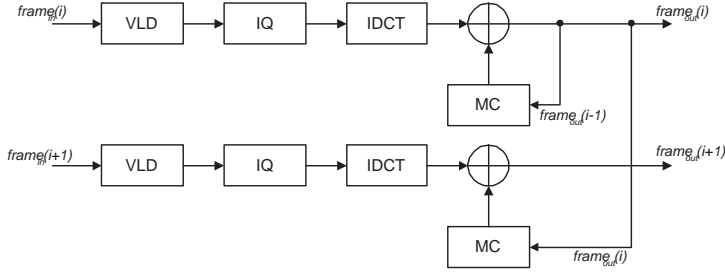 frame_in(i)
VLD
IQ
IDCT
frame_out(i)
MC
frame_out(i-1)
frame_in(i+1)
VLD
IQ
IDCT
frame_out(i+1)
MC
frame_out(i)